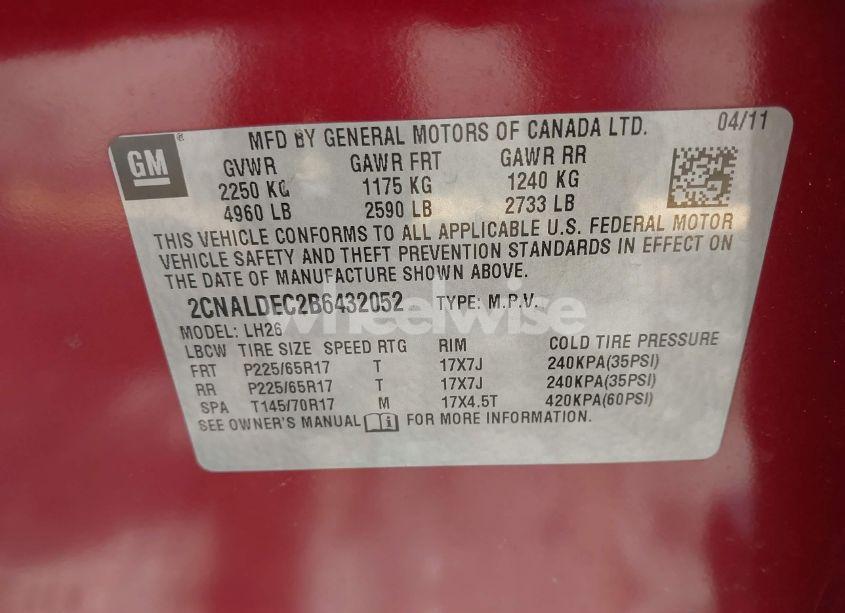 GM
MFD BY GENERAL MOTORS OF CANADA LTD. 04/11
GVWR GAWR FRT GAWR RR
2250 KG 1175 KG 1240 KG
4960 LB 2590 LB 2733 LB
THIS VEHICLE CONFORMS TO ALL APPLICABLE U.S. FEDERAL MOTOR
VEHICLE SAFETY AND THEFT PREVENTION STANDARDS IN EFFECT ON
THE DATE OF MANUFACTURE SHOWN ABOVE.
2CNALDEC2B6432052 TYPE: M.P.V.
wheelwise
MODEL: LH26
LBCW TIRE SIZE SPEED RTG RIM COLD TIRE PRESSURE
FRT P225/65R17 T 17X7J 240KPA(35PSI)
RR P225/65R17 T 17X7J 240KPA(35PSI)
SPA T145/70R17 M 17X4.5T 420KPA(60PSI)
SEE OWNER'S MANUAL FOR MORE INFORMATION.